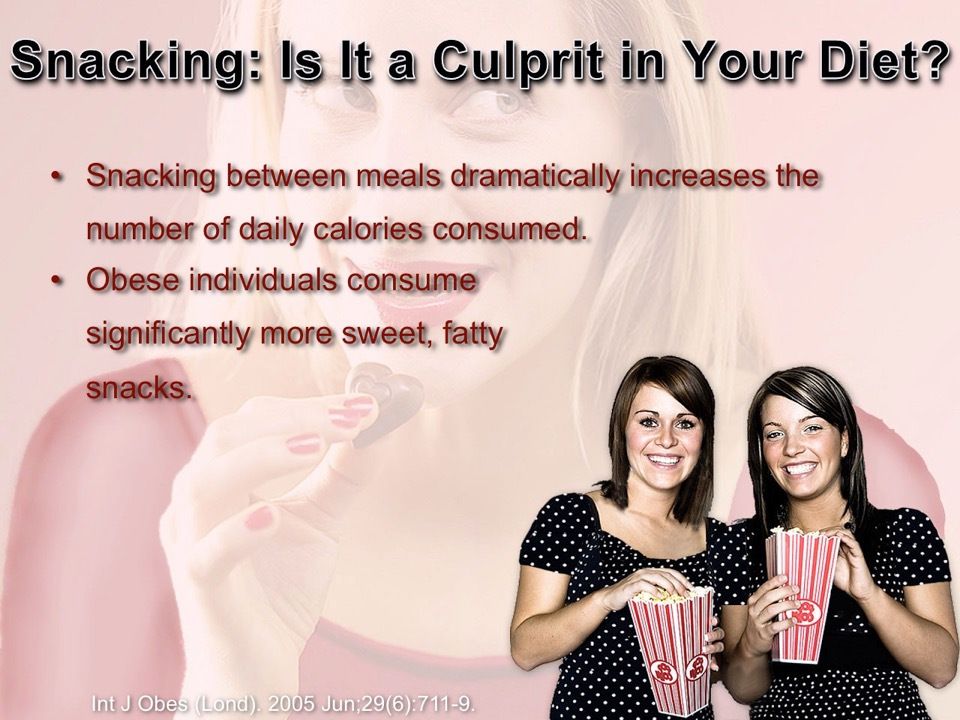 Snacking: Is It a Culprit in Your Diet?
• Snacking between meals dramatically increases the
number of daily calories consumed.
• Obese individuals consume
significantly more sweet, fatty
snacks.
Int J Obes (Lond). 2005 Jun;29(6):711-9.